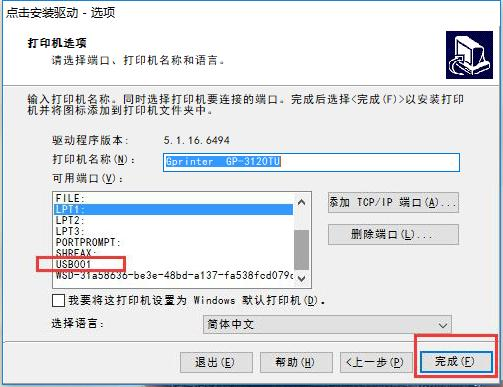 点击安装驱动 - 选项
打印机选项
请选择端口、打印机名称和语言。
输入打印机名称。同时选择打印机要连接的端口。完成后选择<完成(F)>以安装打印
机并将图标添加到打印机文件夹中。
驱动程序版本: 5.1.16.6494
打印机名称(N): Gprinter GP-3120TU
可用端口(V):
FILE:
LPT1:
LPT2:
LPT3:
PORTPROMPT:
SHRFAX:
USB001
WSD-31a58636-be3e-48bd-a137-fa538fcd079c
添加 TCP/IP 端口(A)...
删除端口(L)...
我要将这打印机设置为 Windows 默认打印机(D)。
选择语言: 简体中文
退出(E) 帮助(H) <上一步(P) 完成(F)